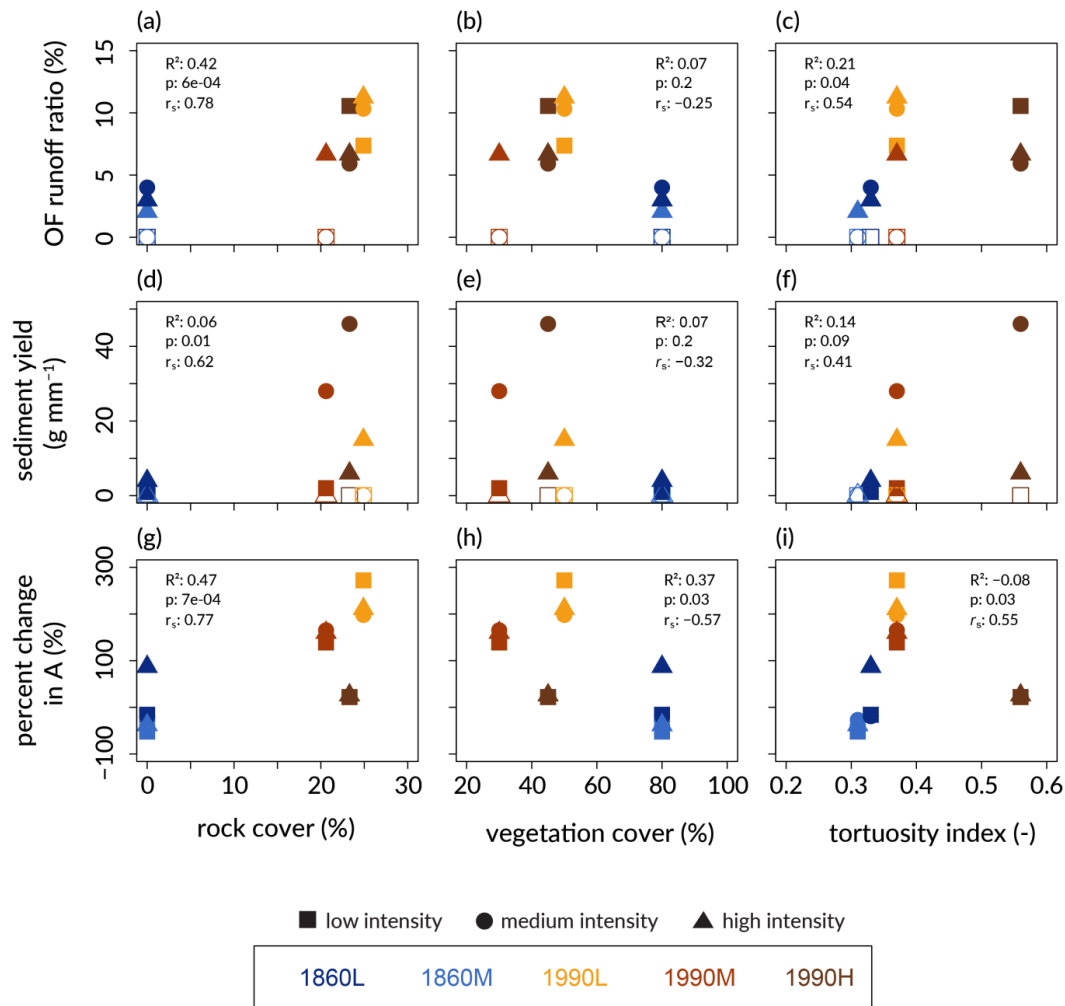 (a)
(b)
(c)
OF runoff ratio (%)
15
10
5
0
R²: 0.42
p: 6e-04
rₛ: 0.78
R²: 0.07
p: 0.2
rₛ: −0.25
R²: 0.21
p: 0.04
rₛ: 0.54
(d)
(e)
(f)
sediment yield
(g mm⁻¹)
40
20
0
R²: 0.06
p: 0.01
rₛ: 0.62
R²: 0.07
p: 0.2
rₛ: −0.32
R²: 0.14
p: 0.09
rₛ: 0.41
(g)
(h)
(i)
percent change
in A (%)
300
100
−100
R²: 0.47
p: 7e-04
rₛ: 0.77
R²: 0.37
p: 0.03
rₛ: −0.57
R²: −0.08
p: 0.03
rₛ: 0.55
0 10 20 30
20 40 60 80 100
0.2 0.3 0.4 0.5 0.6
rock cover (%)
vegetation cover (%)
tortuosity index (-)
low intensity medium intensity high intensity
1860L 1860M 1990L 1990M 1990H